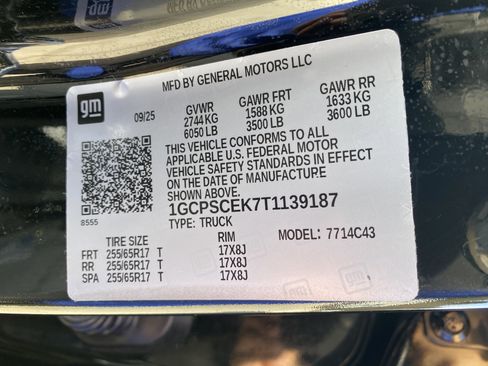 MFD BY GENERAL MOTORS LLC
gm
09/25
GVWR
2744 KG
6050 LB
GAWR FRT
1588 KG
3500 LB
GAWR RR
1633 KG
3600 LB
THIS VEHICLE CONFORMS TO ALL
APPLICABLE U.S. FEDERAL MOTOR
VEHICLE SAFETY STANDARDS IN EFFECT
ON THE DATE OF MANUFACTURE
SHOWN ABOVE.
8555
1GCPSCEK7T1139187
TYPE: TRUCK
MODEL: 7714C43
TIRE SIZE RIM
FRT 255/65R17 T 17X8J
RR 255/65R17 T 17X8J
SPA 255/65R17 T 17X8J